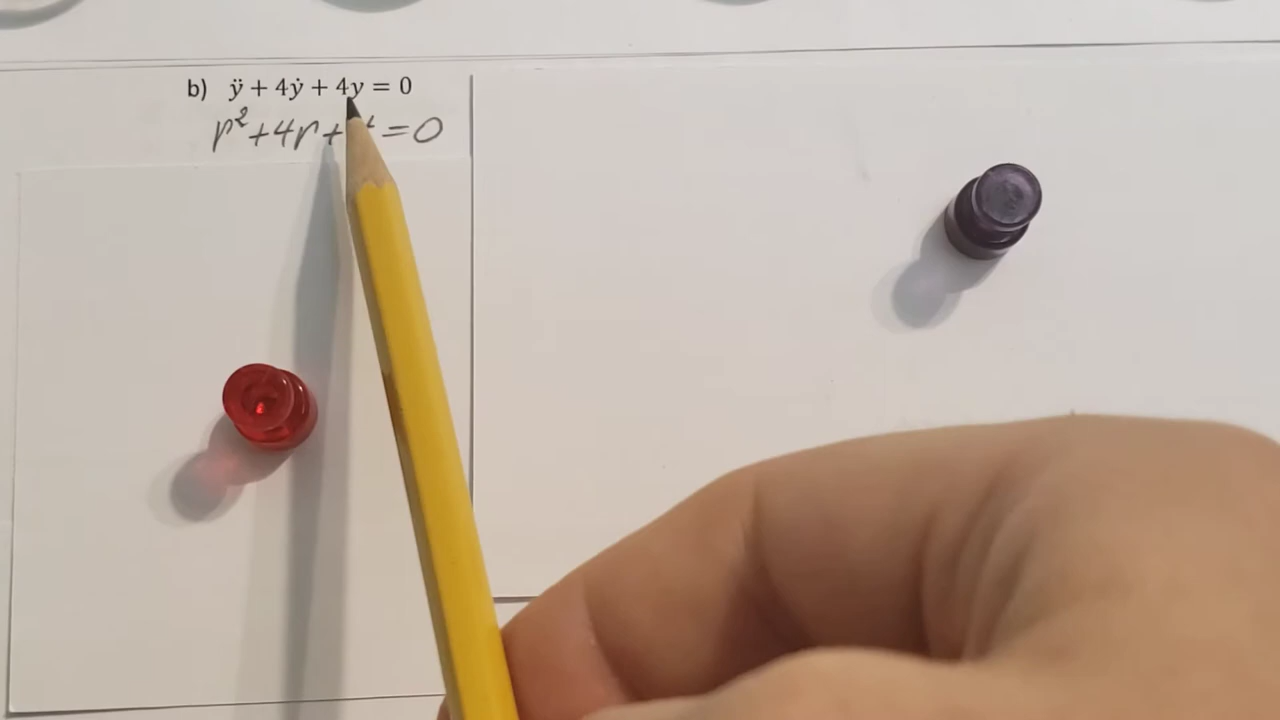 b) ÿ + 4ẏ + 4y = 0
r² + 4r + = 0